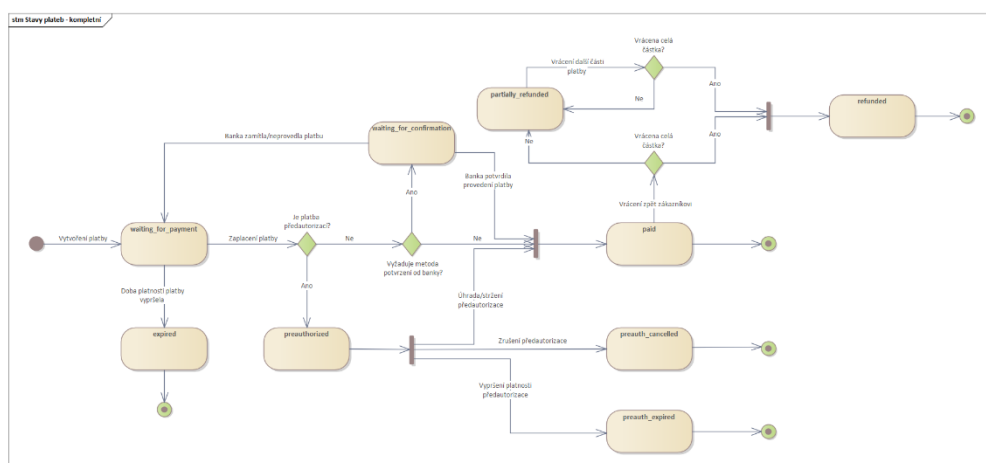 stm Stavy plateb - kompletní
Vrácena celá
částka?
Vrácení další části
platby
Ano
partially_refunded
Ne
refunded
waiting_for_confirmation
Banka zamítla/neprovedla platbu
Vrácena celá
částka?
Ne
Ano
Banka potvrdila
provedení platby
Ano
Vrácení zpět zákazníkovi
Je platba
předautorizací?
Vytvoření platby
waiting_for_payment
Zaplacení platby
Ne
Ne
paid
Vyžaduje metoda
potvrzení od banky?
Doba platnosti platby
vypršela
Ano
Úhrada/stržení
předautorizace
expired
preauthorized
Zrušení předautorizace
preauth_cancelled
Vypršení platnosti
předautorizace
preauth_expired